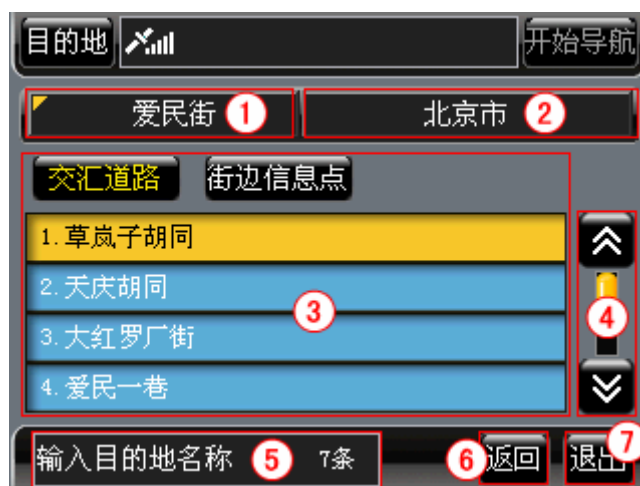 目的地 开始导航
爱民街 1 北京市 2
交汇道路 街边信息点
1.草岚子胡同
2.天庆胡同
3.大红罗厂街
3
4
4.爱民一巷
输入目的地名称 5 7条 6 返回 退出 7